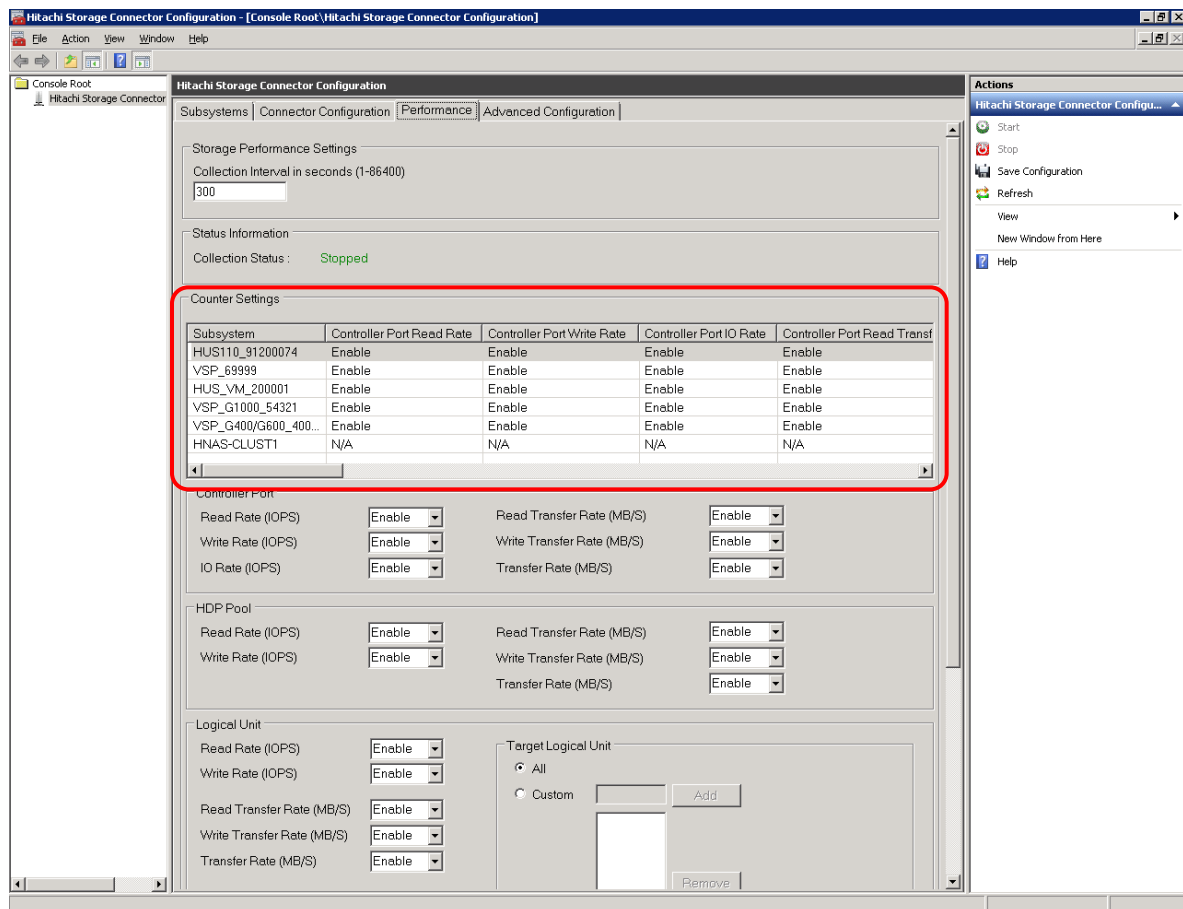 Hitachi Storage Connector Configuration - [Console Root\Hitachi Storage Connector Configuration]
File Action View Window Help
Console Root
Hitachi Storage Connector
Hitachi Storage Connector Configuration
Subsystems Connector Configuration Performance Advanced Configuration
Storage Performance Settings
Collection Interval in seconds (1-86400)
300
Status Information
Collection Status : Stopped
Counter Settings
Subsystem Controller Port Read Rate Controller Port Write Rate Controller Port IO Rate Controller Port Read Transf
HUS110_91200074 Enable Enable Enable Enable
VSP_69999 Enable Enable Enable Enable
HUS_VM_200001 Enable Enable Enable Enable
VSP_G1000_54321 Enable Enable Enable Enable
VSP_G400/G600_400... Enable Enable Enable Enable
HNAS-CLUST1 N/A N/A N/A N/A
Controller Port
Read Rate (IOPS) Enable Read Transfer Rate (MB/S) Enable
Write Rate (IOPS) Enable Write Transfer Rate (MB/S) Enable
IO Rate (IOPS) Enable Transfer Rate (MB/S) Enable
HDP Pool
Read Rate (IOPS) Enable Read Transfer Rate (MB/S) Enable
Write Rate (IOPS) Enable Write Transfer Rate (MB/S) Enable
Transfer Rate (MB/S) Enable
Logical Unit
Read Rate (IOPS) Enable
Write Rate (IOPS) Enable
Read Transfer Rate (MB/S) Enable
Write Transfer Rate (MB/S) Enable
Transfer Rate (MB/S) Enable
Target Logical Unit
All
Custom Add
Remove
Actions
Hitachi Storage Connector Configu...
Start
Stop
Save Configuration
Refresh
View
New Window from Here
Help